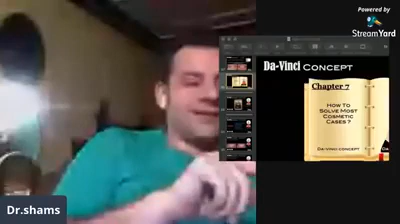 Powered by
StreamYard
Da-Vinci Concept
Chapter 7
How To
Solve Most
Cosmetic
Cases ?
Da-Vinci concept
Dr.shams